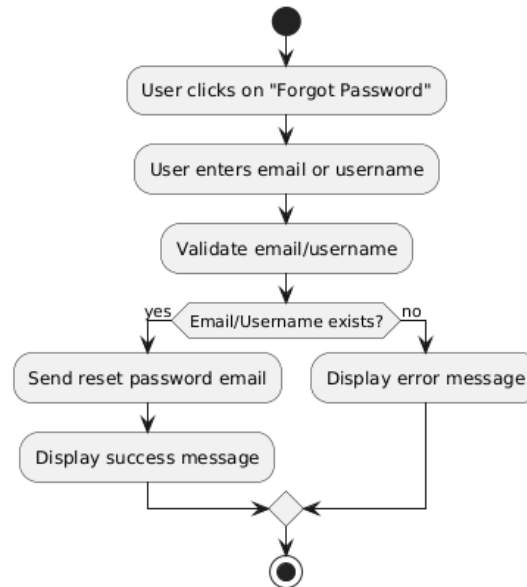 User clicks on "Forgot Password"
User enters email or username
Validate email/username
yes
Email/Username exists?
no
Send reset password email
Display error message
Display success message